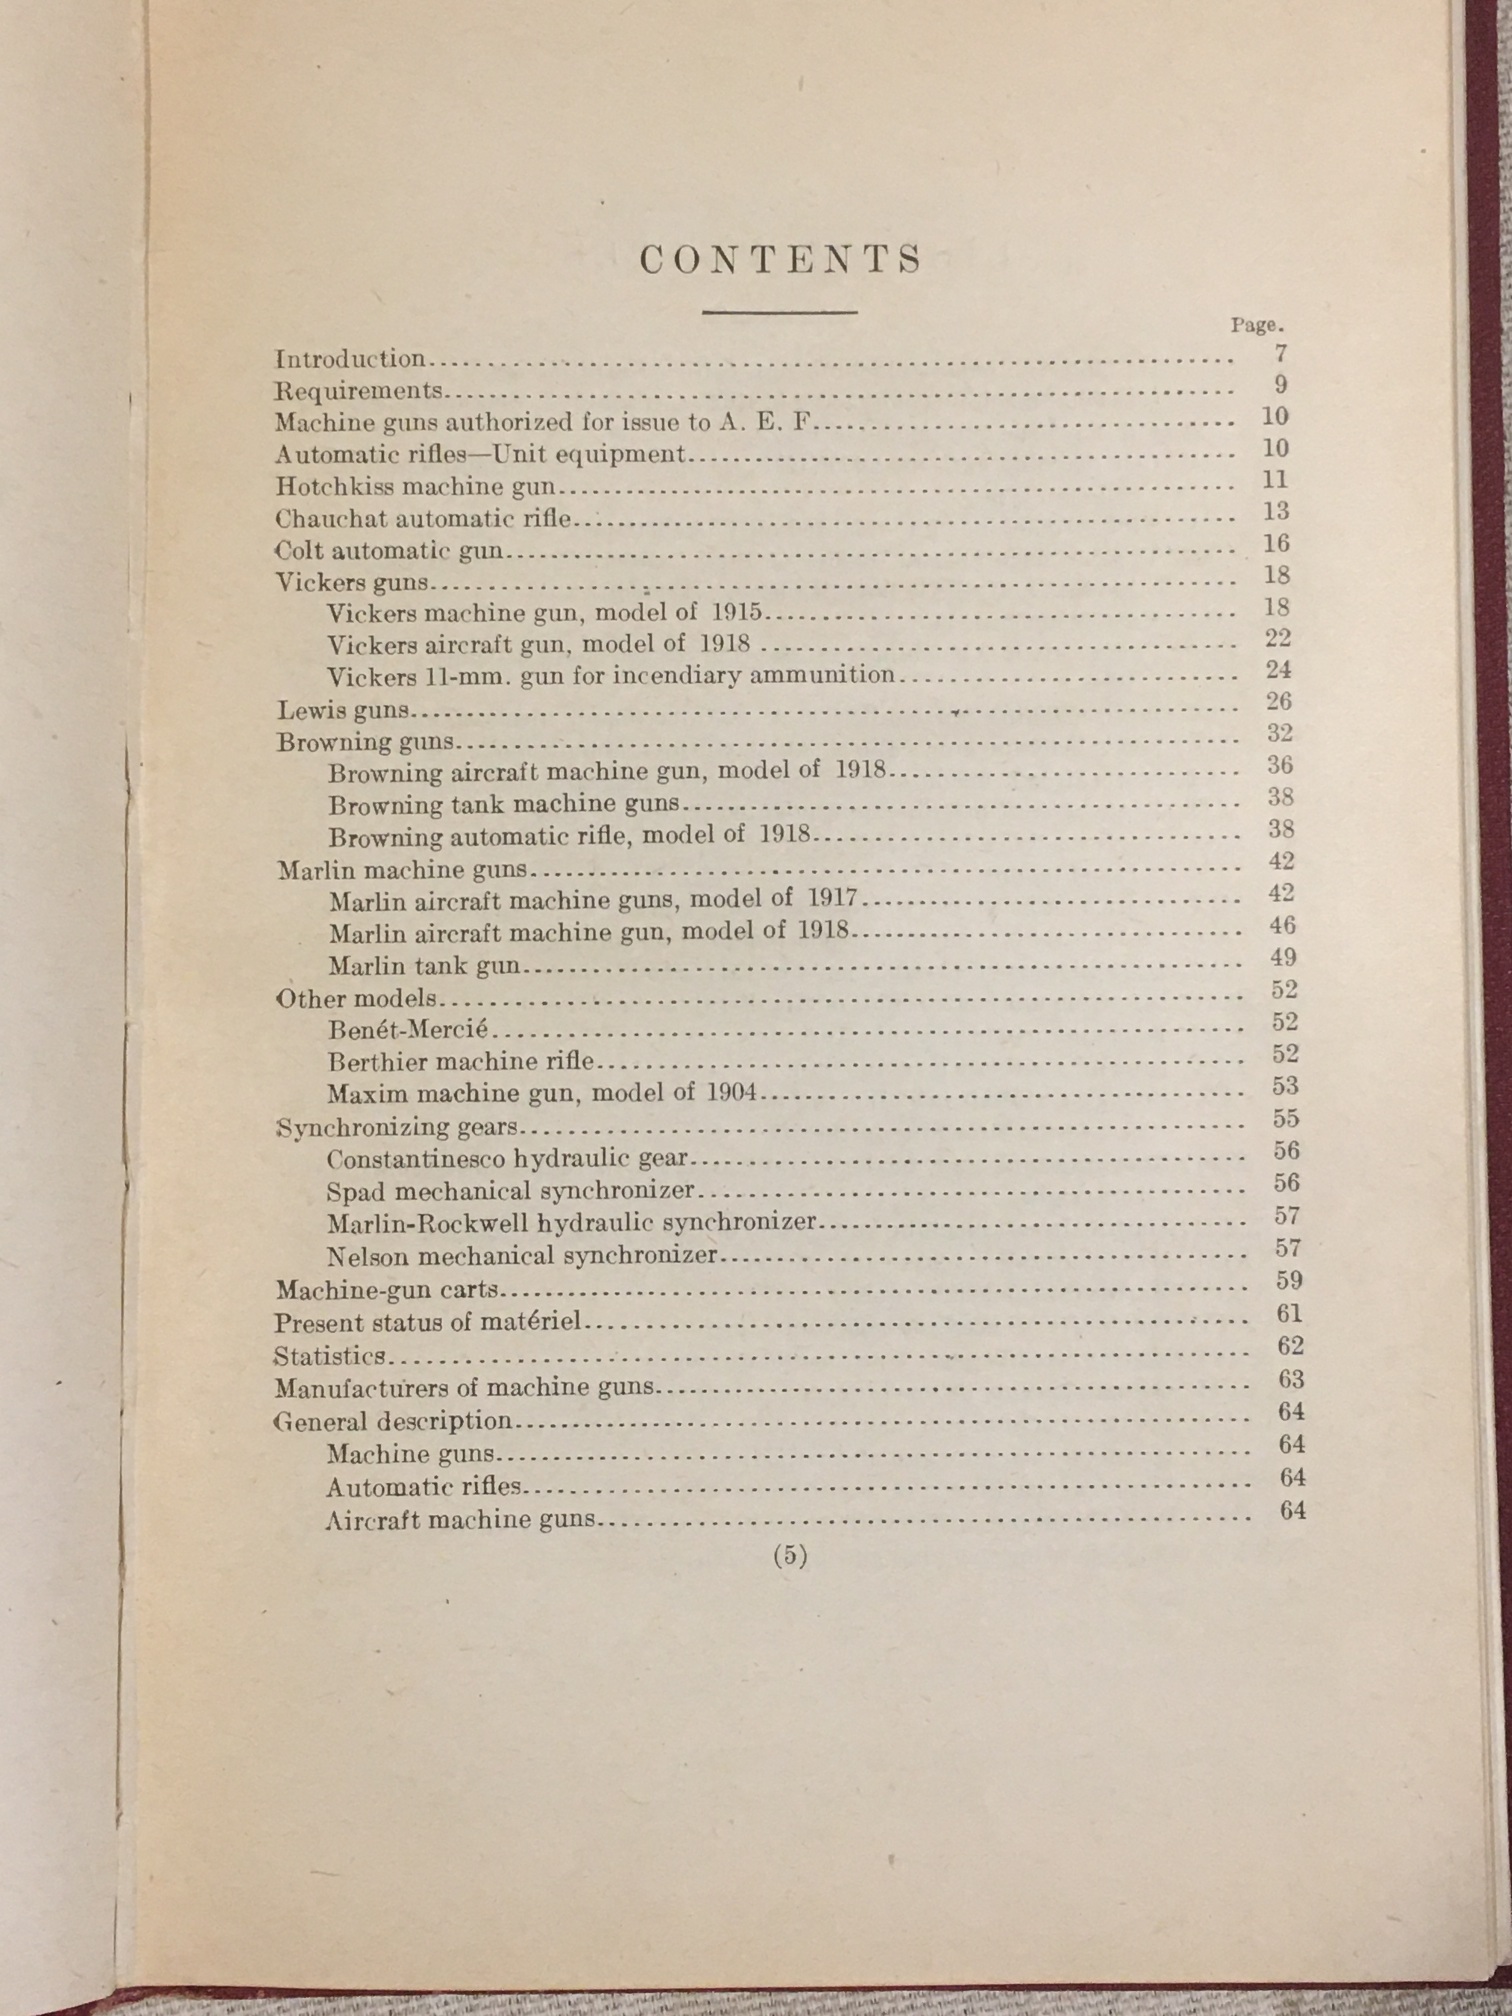 CONTENTS
Page.
Introduction 7
Requirements 9
Machine guns authorized for issue to A. E. F. 10
Automatic rifles—Unit equipment 10
Hotchkiss machine gun 11
Chauchat automatic rifle 13
Colt automatic gun 16
Vickers guns 18
Vickers machine gun, model of 1915 18
Vickers aircraft gun, model of 1918 22
Vickers 11-mm. gun for incendiary ammunition 24
Lewis guns 26
Browning guns 32
Browning aircraft machine gun, model of 1918 36
Browning tank machine guns 38
Browning automatic rifle, model of 1918 38
Marlin machine guns 42
Marlin aircraft machine guns, model of 1917 42
Marlin aircraft machine gun, model of 1918 46
Marlin tank gun 49
Other models 52
Benét-Mercié 52
Berthier machine rifle 52
Maxim machine gun, model of 1904 53
Synchronizing gears 55
Constantinesco hydraulic gear 56
Spad mechanical synchronizer 56
Marlin-Rockwell hydraulic synchronizer 57
Nelson mechanical synchronizer 57
Machine-gun carts 59
Present status of matériel 61
Statistics 62
Manufacturers of machine guns 63
General description 64
Machine guns 64
Automatic rifles 64
Aircraft machine guns 64
(5)